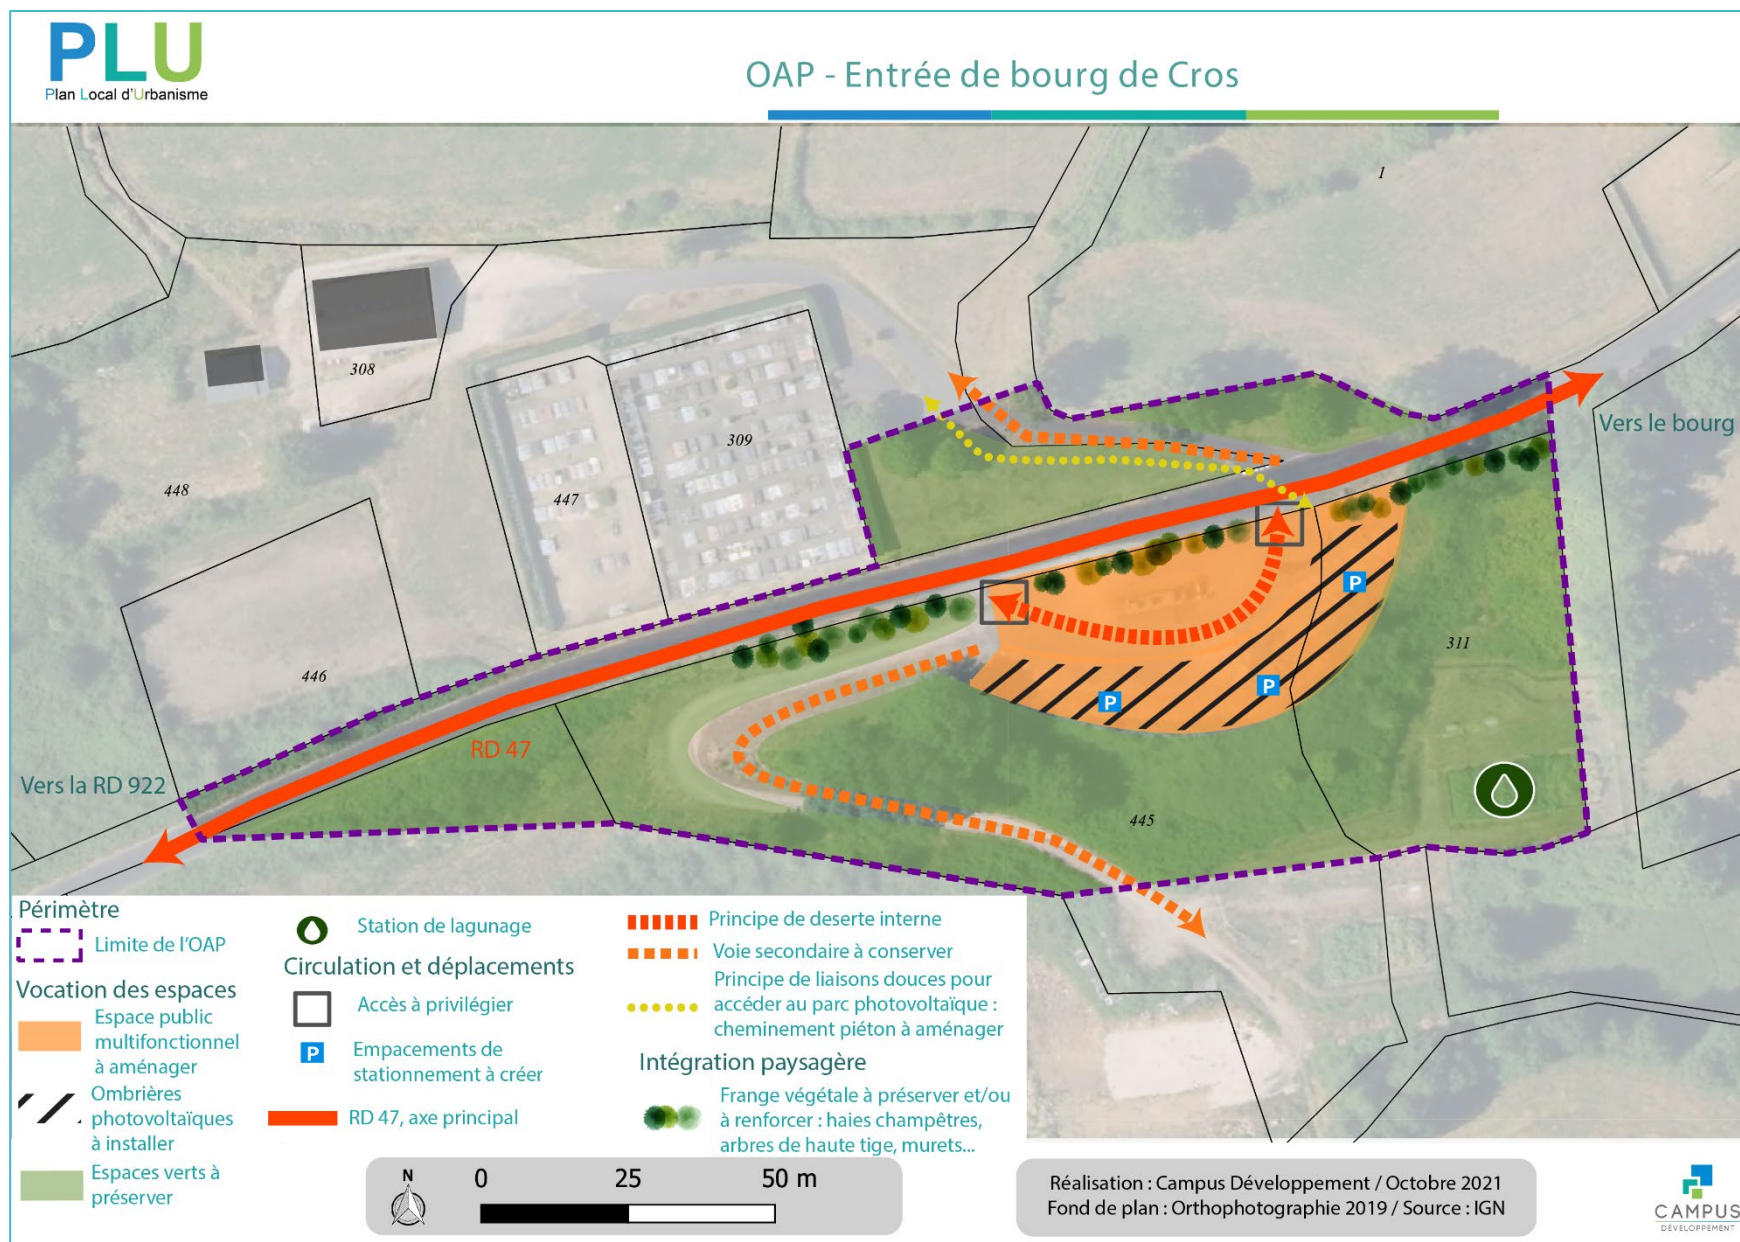 PLU
Plan Local d'Urbanisme
OAP - Entrée de bourg de Cros
1
308
309
447
448
446
Vers le bourg
P
311
P
P
RD 47
Vers la RD 922
445
Périmètre
Limite de l'OAP
Vocation des espaces
Espace public
multifonctionnel
à aménager
Ombrières
photovoltaïques
à installer
Espaces verts à
préserver
Station de lagunage
Circulation et déplacements
Accès à privilégier
P
Empacements de
stationnement à créer
RD 47, axe principal
Principe de deserte interne
Voie secondaire à conserver
Principe de liaisons douces pour
accéder au parc photovoltaïque :
cheminement piéton à aménager
Intégration paysagère
Frange végétale à préserver et/ou
à renforcer : haies champêtres,
arbres de haute tige, murets...
N
0 25 50 m
Réalisation : Campus Développement / Octobre 2021
Fond de plan : Orthophotographie 2019 / Source : IGN
CAMPUS
DÉVELOPPEMENT